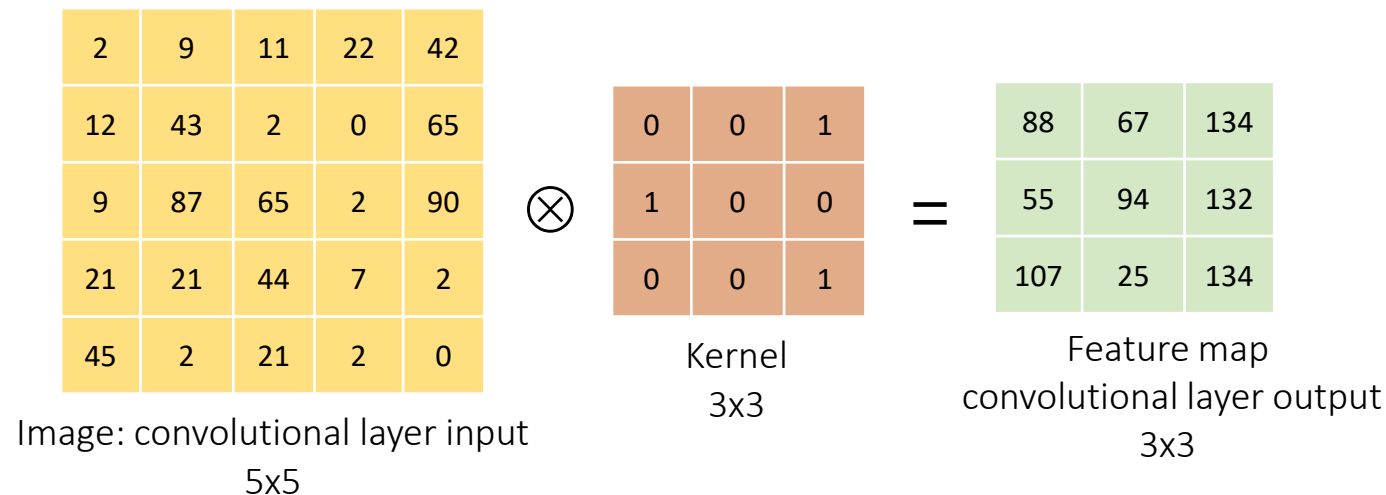 2 9 11 22 42
12 43 2 0 65
9 87 65 2 90
21 21 44 7 2
45 2 21 2 0
Image: convolutional layer input
5x5
⊗
0 0 1
1 0 0
0 0 1
Kernel
3x3
=
88 67 134
55 94 132
107 25 134
Feature map
convolutional layer output
3x3